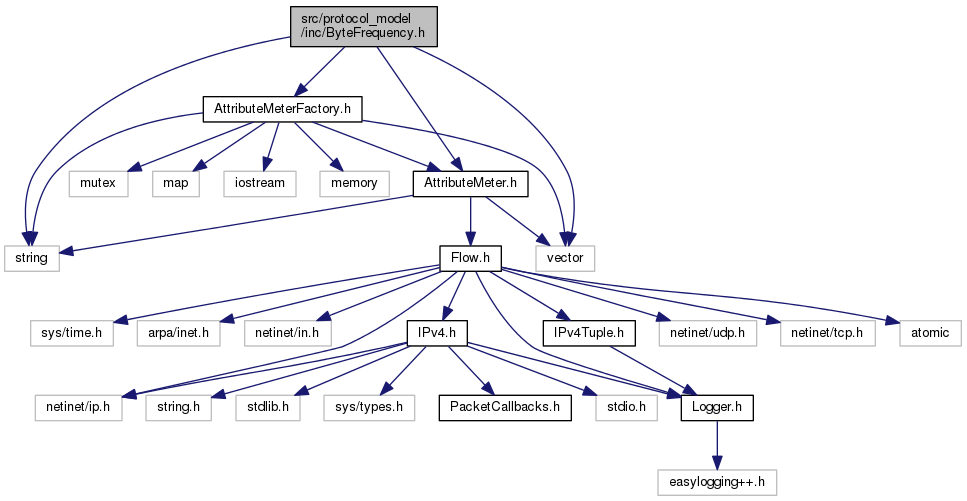 src/protocol_model
/inc/ByteFrequency.h
AttributeMeterFactory.h
mutex
map
iostream
memory
AttributeMeter.h
string
Flow.h
vector
sys/time.h
arpa/inet.h
netinet/in.h
IPv4.h
IPv4Tuple.h
netinet/udp.h
netinet/tcp.h
atomic
netinet/ip.h
string.h
stdlib.h
sys/types.h
PacketCallbacks.h
stdio.h
Logger.h
easylogging++.h